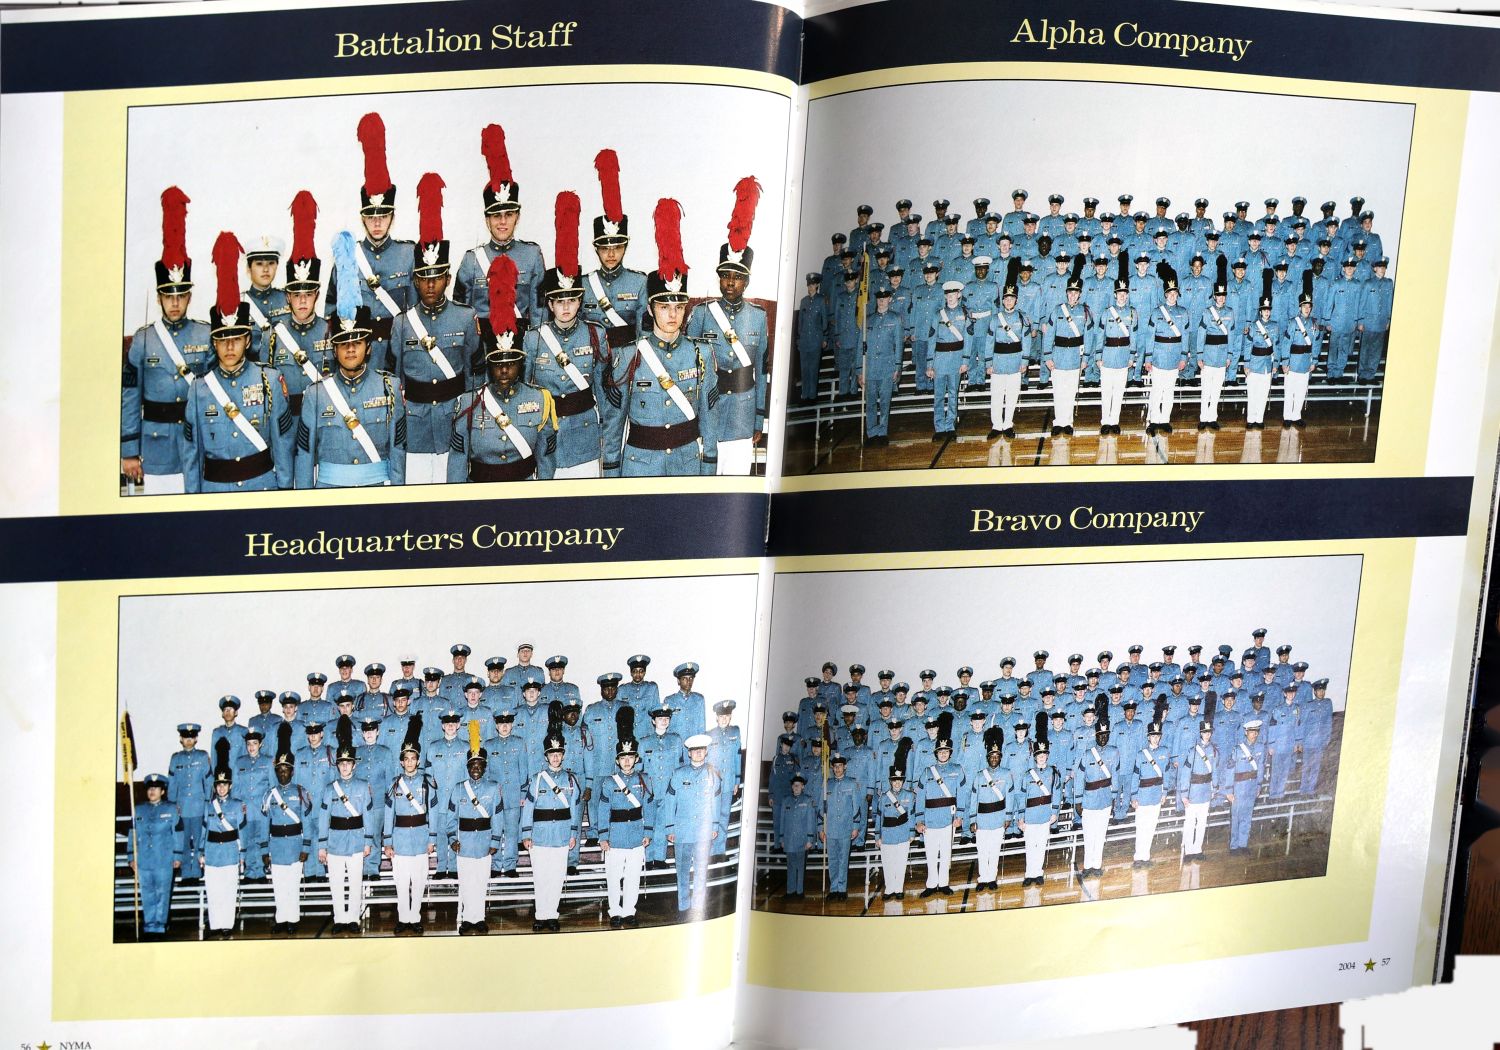 Battalion Staff
Headquarters Company
56 NYMA
Alpha Company
Bravo Company
2004 57